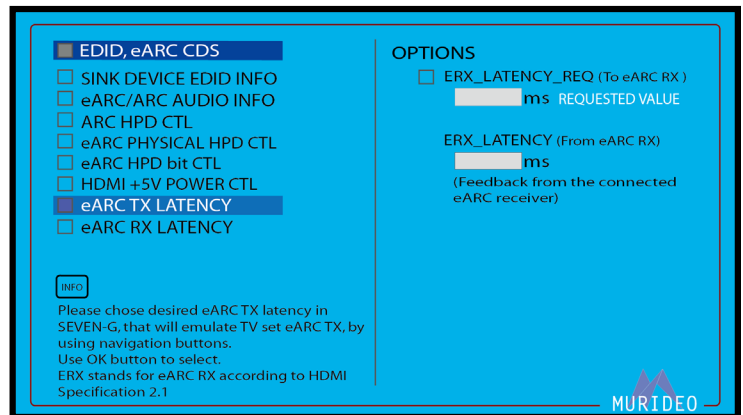 EDID, eARC CDS
SINK DEVICE EDID INFO
eARC/ARC AUDIO INFO
ARC HPD CTL
eARC PHYSICAL HPD CTL
eARC HPD bit CTL
HDMI +5V POWER CTL
eARC TX LATENCY
eARC RX LATENCY
INFO
Please chose desired eARC TX latency in
SEVEN-G, that will emulate TV set eARC TX, by
using navigation buttons.
Use OK button to select.
ERX stands for eARC RX according to HDMI
Specification 2.1
OPTIONS
ERX_LATENCY_REQ (To eARC RX )
ms REQUESTED VALUE
ERX_LATENCY (From eARC RX)
ms
(Feedback from the connected
eARC receiver)
MURIDEO